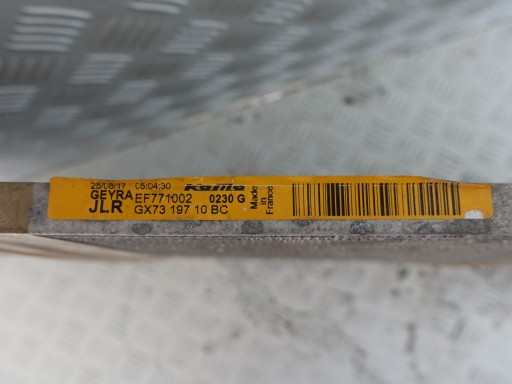 25/08/17 05:04:30
GEYRA EF771002 0230 G
JLR GX73 197 10 BC
Made
in
France